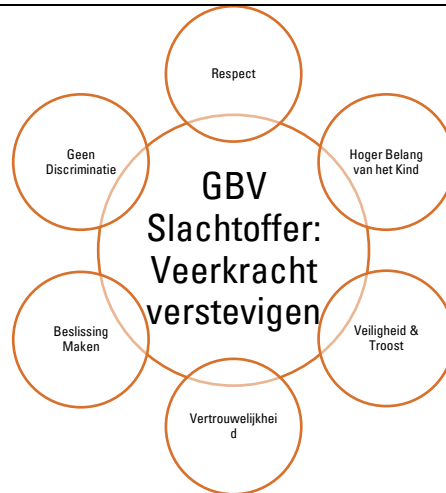 Respect
Geen
Discriminatie
Hoger Belang
van het Kind
GBV
Slachtoffer:
Veerkracht
verstevigen
Beslissing
Maken
Veiligheid &
Troost
Vertrouwelijkhei
d